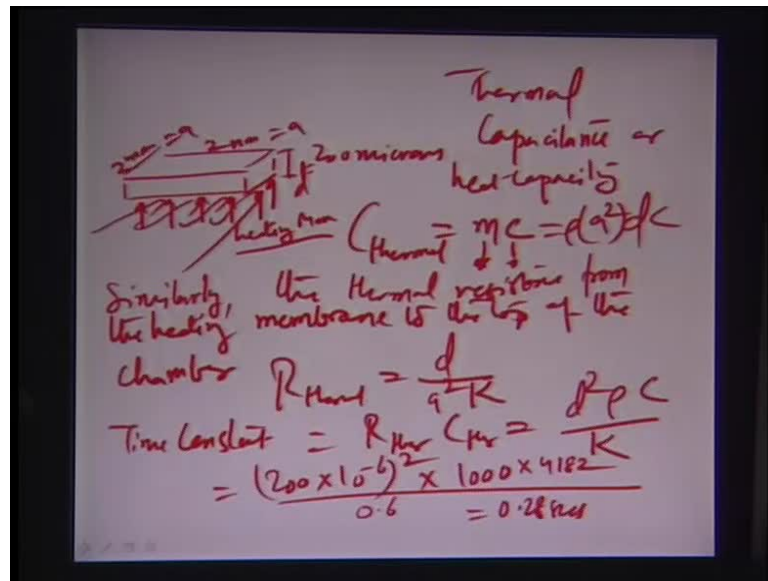 Thermal
Capacitance or
heat capacity
2mm = a
2mm = a
d 200 microns
heating Mem
C_thermal = mc = ρ(a²)dC
Similarly, the thermal resistance from
the heating membrane to the top of the
chamber
R_thermal = d / a²K
Time Constant = R_ther C_ther = d²ρC / K
= (200 × 10⁻⁶)² × 1000 × 4182 / 0.6 = 0.28 secs